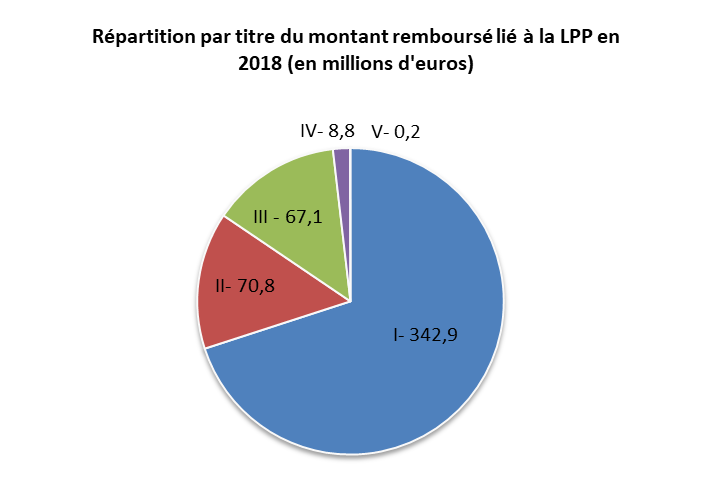 Répartition par titre du montant remboursé lié à la LPP en
2018 (en millions d'euros)
IV- 8,8
V- 0,2
III - 67,1
II- 70,8
I- 342,9